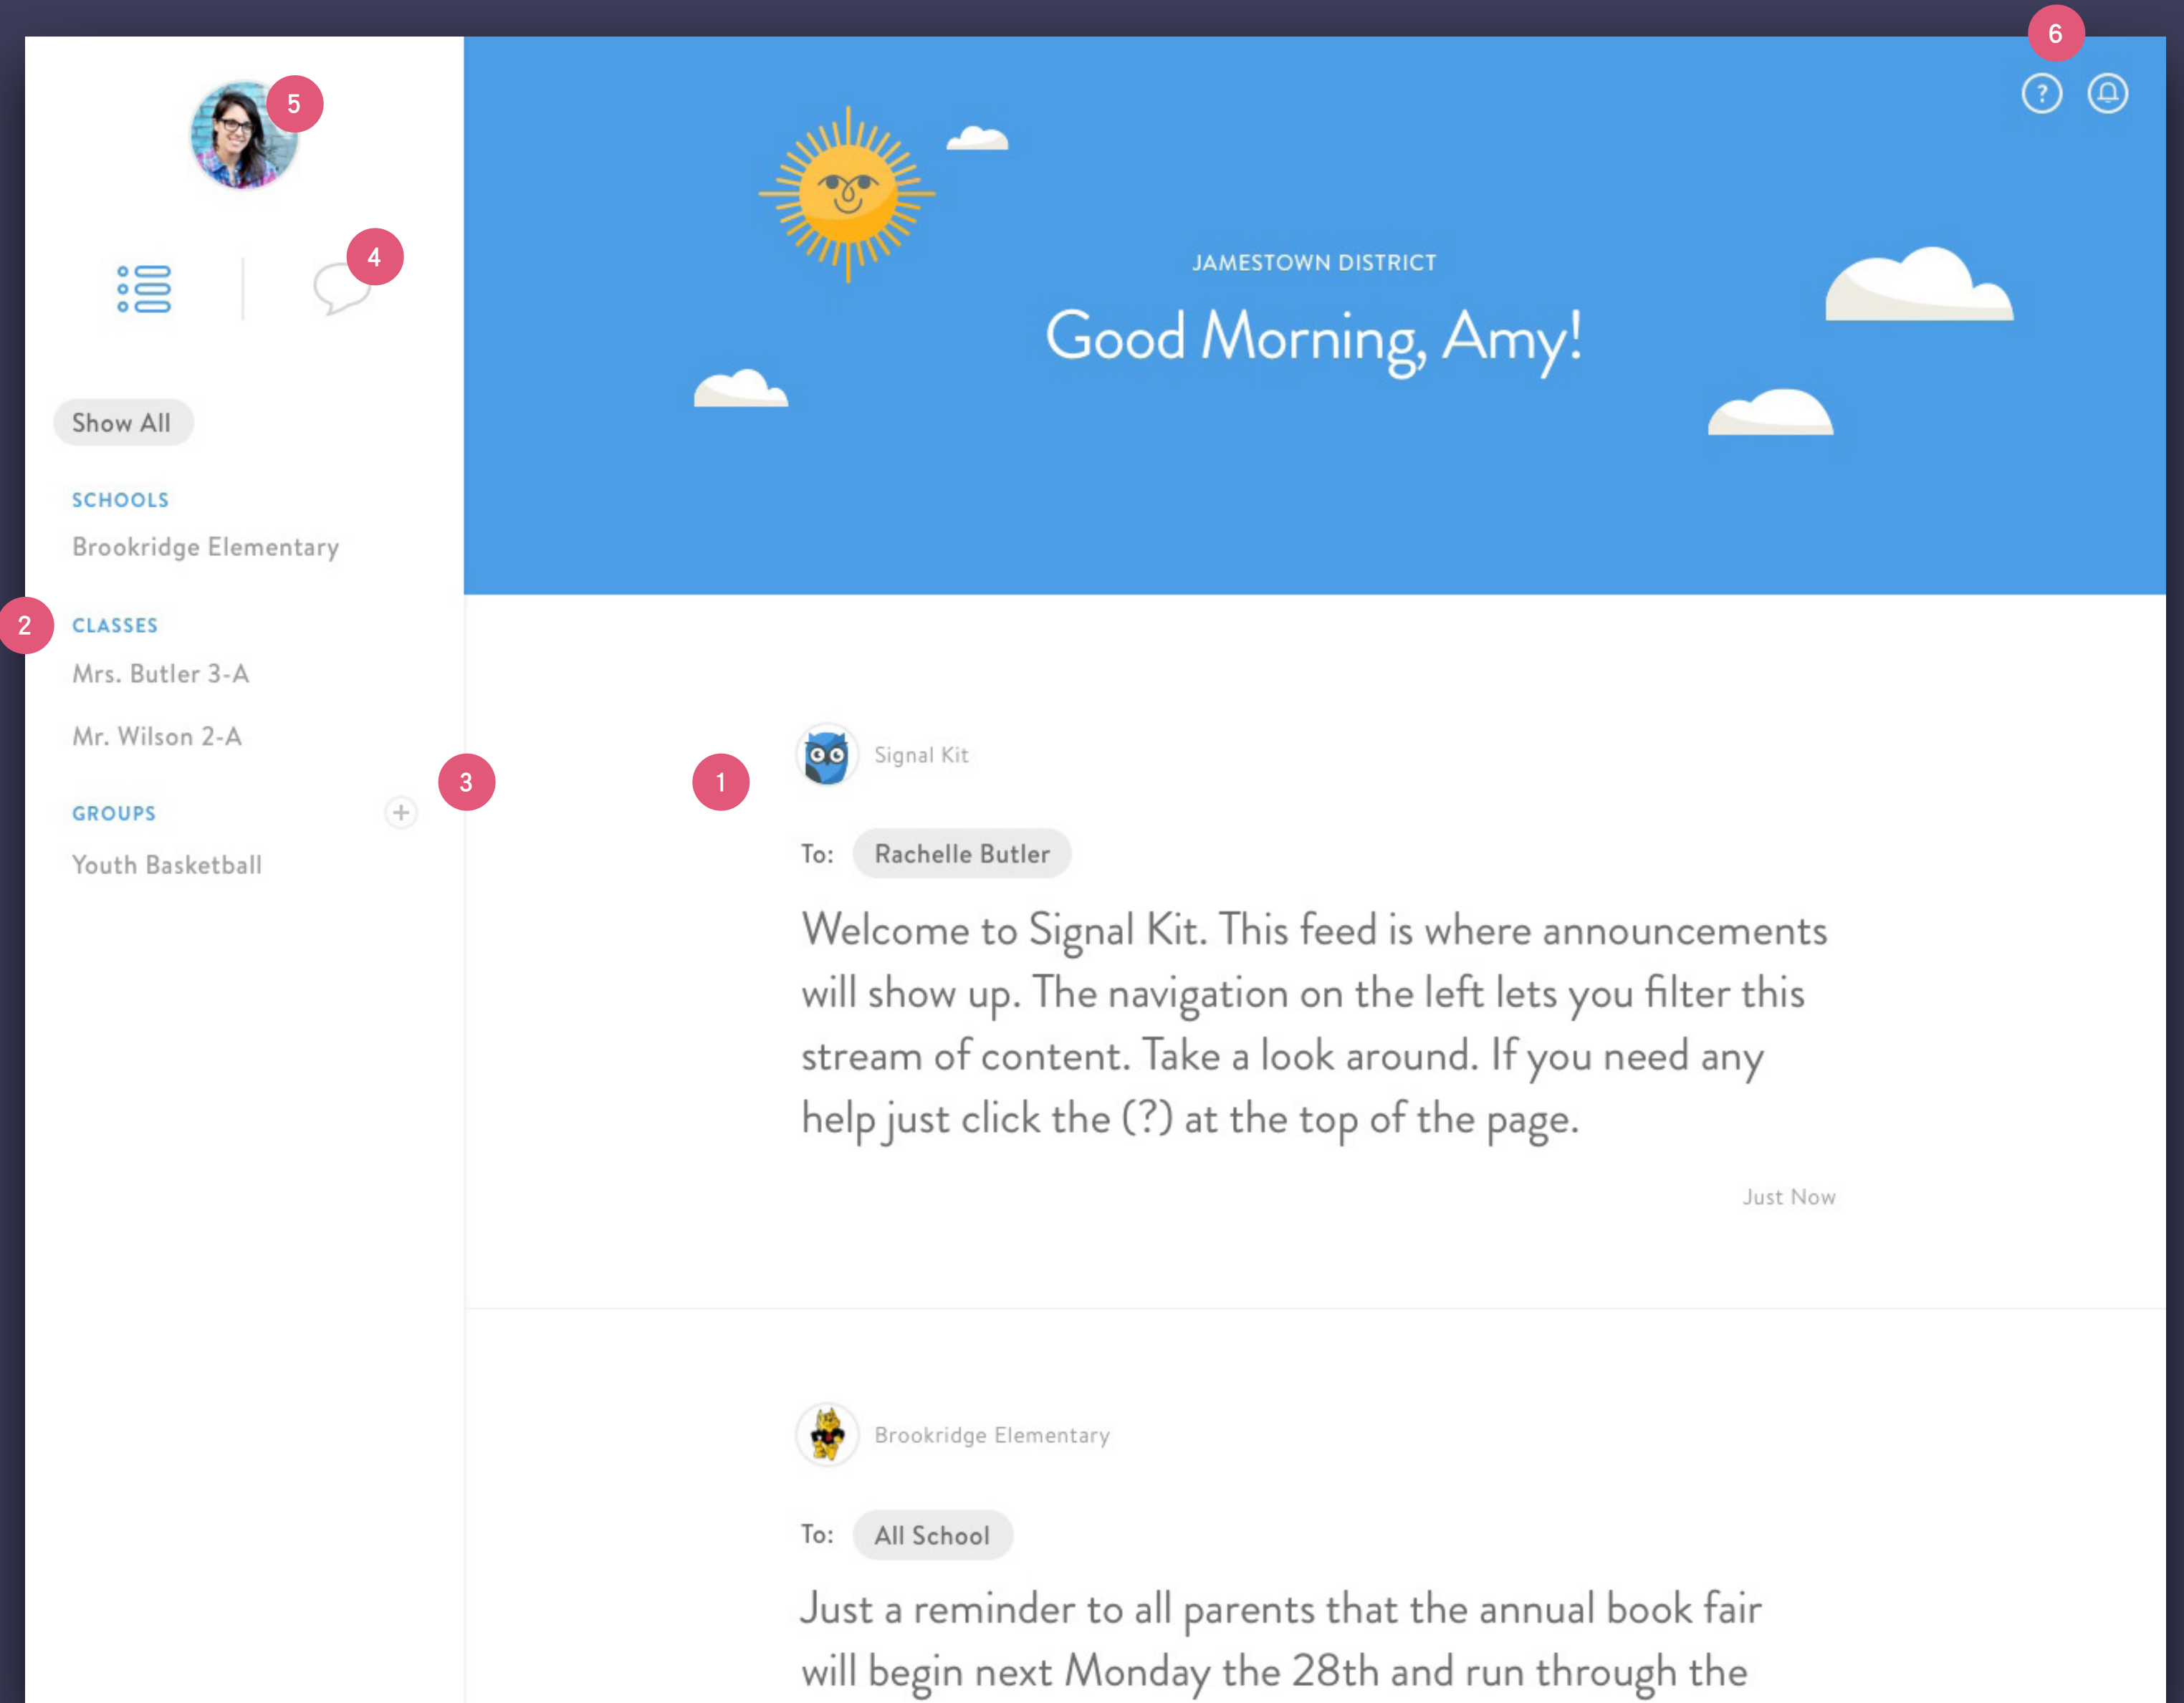 6
5
?
4
JAMESTOWN DISTRICT
Good Morning, Amy!
Show All
SCHOOLS
Brookridge Elementary
2
CLASSES
Mrs. Butler 3-A
Mr. Wilson 2-A
3
GROUPS
+
Youth Basketball
1
Signal Kit
To: Rachelle Butler
Welcome to Signal Kit. This feed is where announcements
will show up. The navigation on the left lets you filter this
stream of content. Take a look around. If you need any
help just click the (?) at the top of the page.
Just Now
Brookridge Elementary
To: All School
Just a reminder to all parents that the annual book fair
will begin next Monday the 28th and run through the